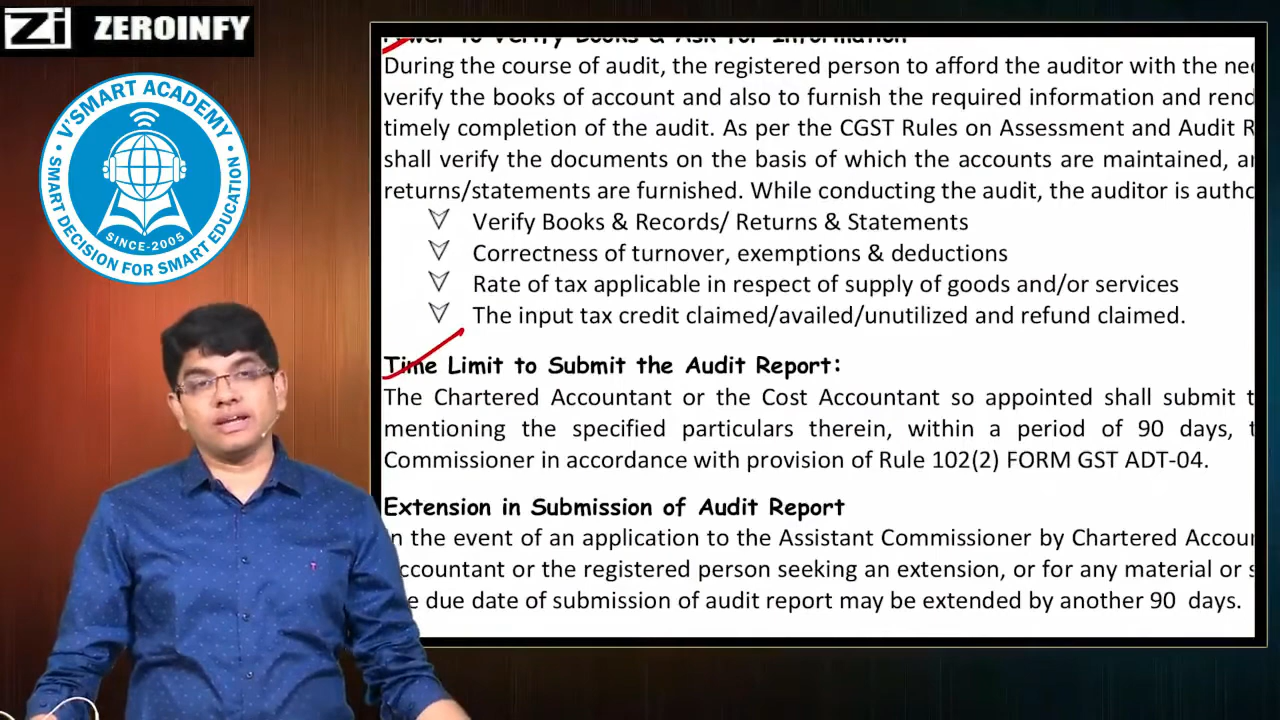 Zi ZEROINFY
V'SMART ACADEMY
SINCE-2005
SMART DECISION FOR SMART EDUCATION
Power to Verify Books & Ask for Information
During the course of audit, the registered person to afford the auditor with the
verify the books of account and also to furnish the required information and
timely completion of the audit. As per the CGST Rules on Assessment and Audit
shall verify the documents on the basis of which the accounts are maintained,
returns/statements are furnished. While conducting the audit, the auditor is
Verify Books & Records/ Returns & Statements
Correctness of turnover, exemptions & deductions
Rate of tax applicable in respect of supply of goods and/or services
The input tax credit claimed/availed/unutilized and refund claimed.
Time Limit to Submit the Audit Report:
The Chartered Accountant or the Cost Accountant so appointed shall submit
mentioning the specified particulars therein, within a period of 90 days,
Commissioner in accordance with provision of Rule 102(2) FORM GST ADT-04.
Extension in Submission of Audit Report
the event of an application to the Assistant Commissioner by Chartered
or the registered person seeking an extension, or for any material or
due date of submission of audit report may be extended by another 90 days.